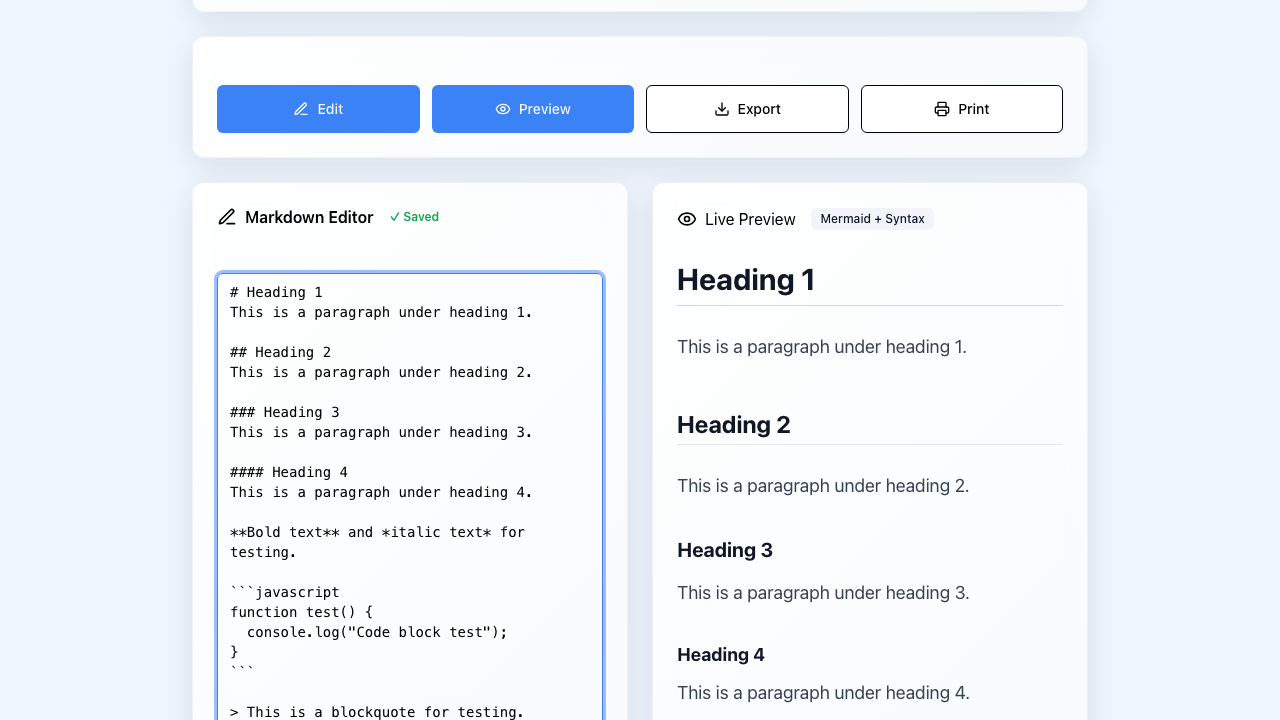 Edit
Preview
Export
Print
Markdown Editor
✓ Saved
# Heading 1
This is a paragraph under heading 1.
## Heading 2
This is a paragraph under heading 2.
### Heading 3
This is a paragraph under heading 3.
#### Heading 4
This is a paragraph under heading 4.
**Bold text** and *italic text* for
testing.
```javascript
function test() {
  console.log("Code block test");
}
```
> This is a blockquote for testing.
Live Preview
Mermaid + Syntax
Heading 1
This is a paragraph under heading 1.
Heading 2
This is a paragraph under heading 2.
Heading 3
This is a paragraph under heading 3.
Heading 4
This is a paragraph under heading 4.